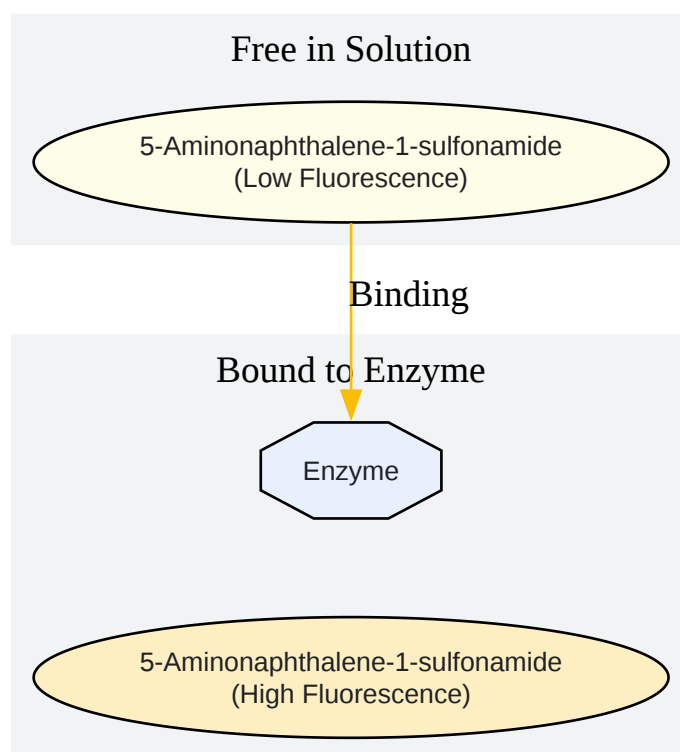 Free in Solution
5-Aminonaphthalene-1-sulfonamide
(Low Fluorescence)
Binding
Bound to Enzyme
Enzyme
5-Aminonaphthalene-1-sulfonamide
(High Fluorescence)